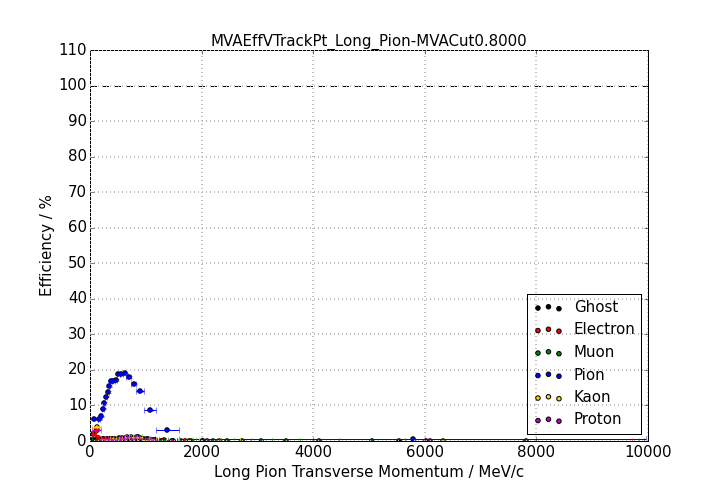 MVAEffVTrackPt_Long_Pion-MVACut0.8000
110
100
90
80
70
60
50
40
30
20
10
0
Efficiency / %
Ghost
Electron
Muon
Pion
Kaon
Proton
0 2000 4000 6000 8000 10000
Long Pion Transverse Momentum / MeV/c